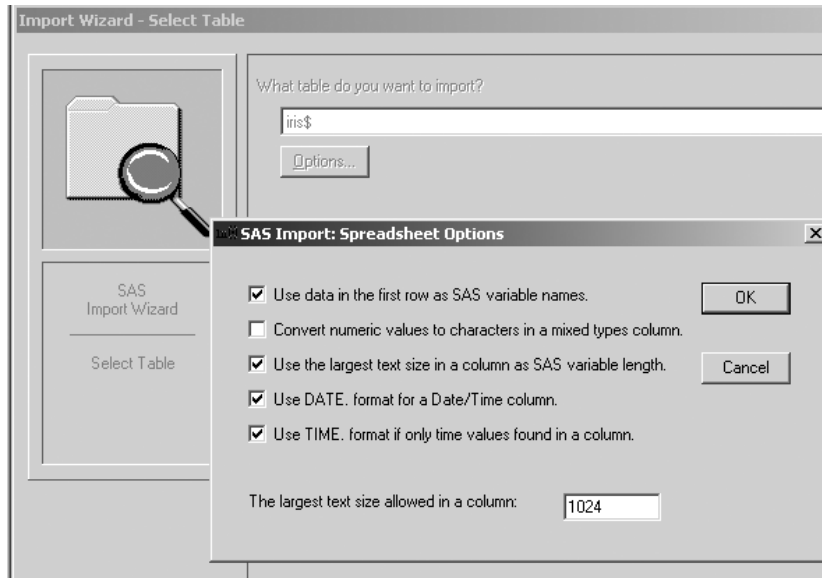 Import Wizard - Select Table
What table do you want to import?
iris$
Options...
SAS Import: Spreadsheet Options
SAS
Import Wizard
Select Table
Use data in the first row as SAS variable names.
OK
Convert numeric values to characters in a mixed types column.
Use the largest text size in a column as SAS variable length.
Cancel
Use DATE. format for a Date/Time column.
Use TIME. format if only time values found in a column.
The largest text size allowed in a column:
1024